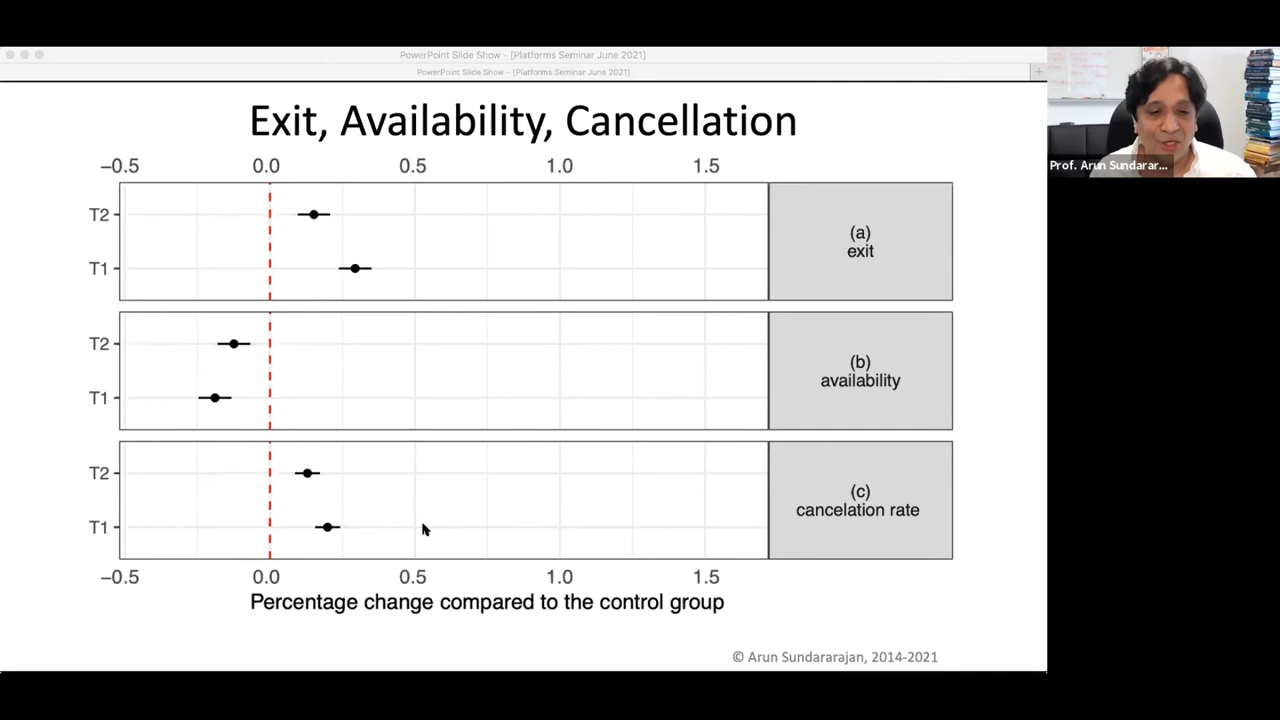 PowerPoint Slide Show - [Platforms Seminar June 2021]
PowerPoint Slide Show - [Platforms Seminar June 2021]
Exit, Availability, Cancellation
−0.5 0.0 0.5 1.0 1.5
T2
T1
(a)
exit
T2
T1
(b)
availability
T2
T1
(c)
cancelation rate
−0.5 0.0 0.5 1.0 1.5
Percentage change compared to the control group
© Arun Sundararajan, 2014-2021
Prof. Arun Sundarar...